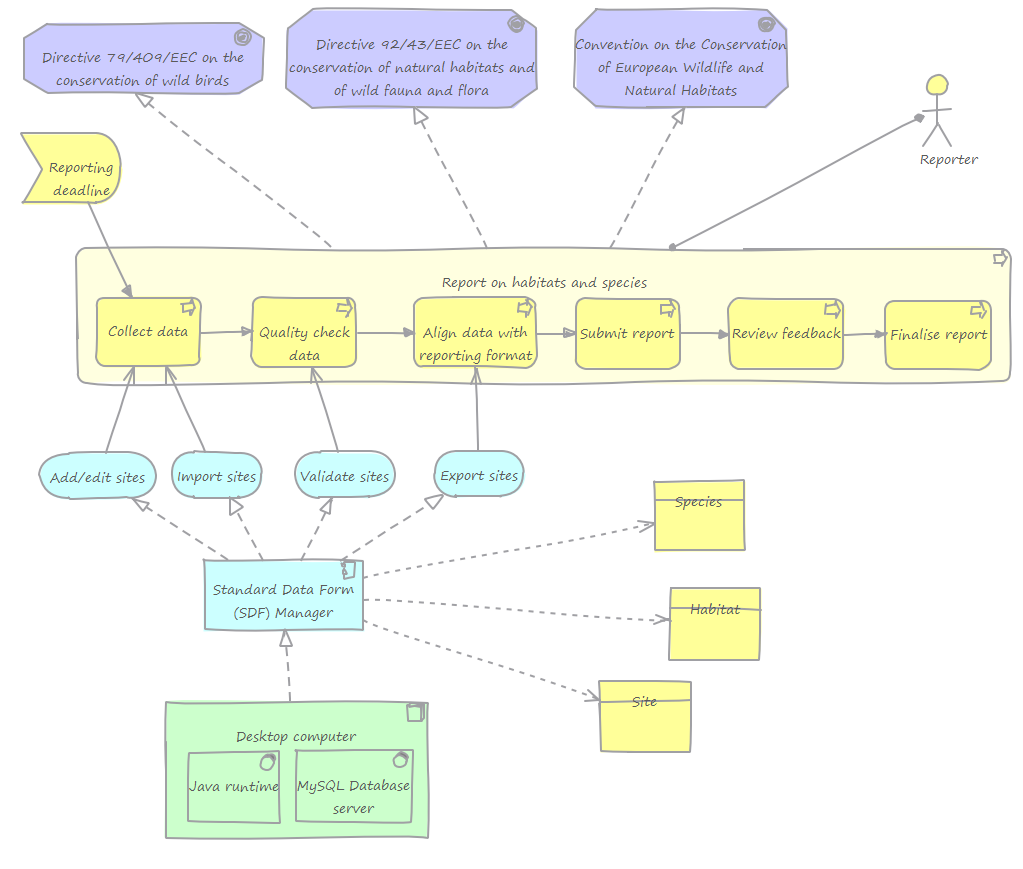 Directive 79/409/EEC on the
conservation of wild birds
Directive 92/43/EEC on the
conservation of natural habitats and
of wild fauna and flora
Convention on the Conservation
of European Wildlife and
Natural Habitats
Reporter
Reporting
deadline
Report on habitats and species
Collect data
Quality check
data
Align data with
reporting format
Submit report
Review feedback
Finalise report
Add/edit sites
Import sites
Validate sites
Export sites
Species
Standard Data Form
(SDF) Manager
Habitat
Site
Desktop computer
Java runtime
MySQL Database
server